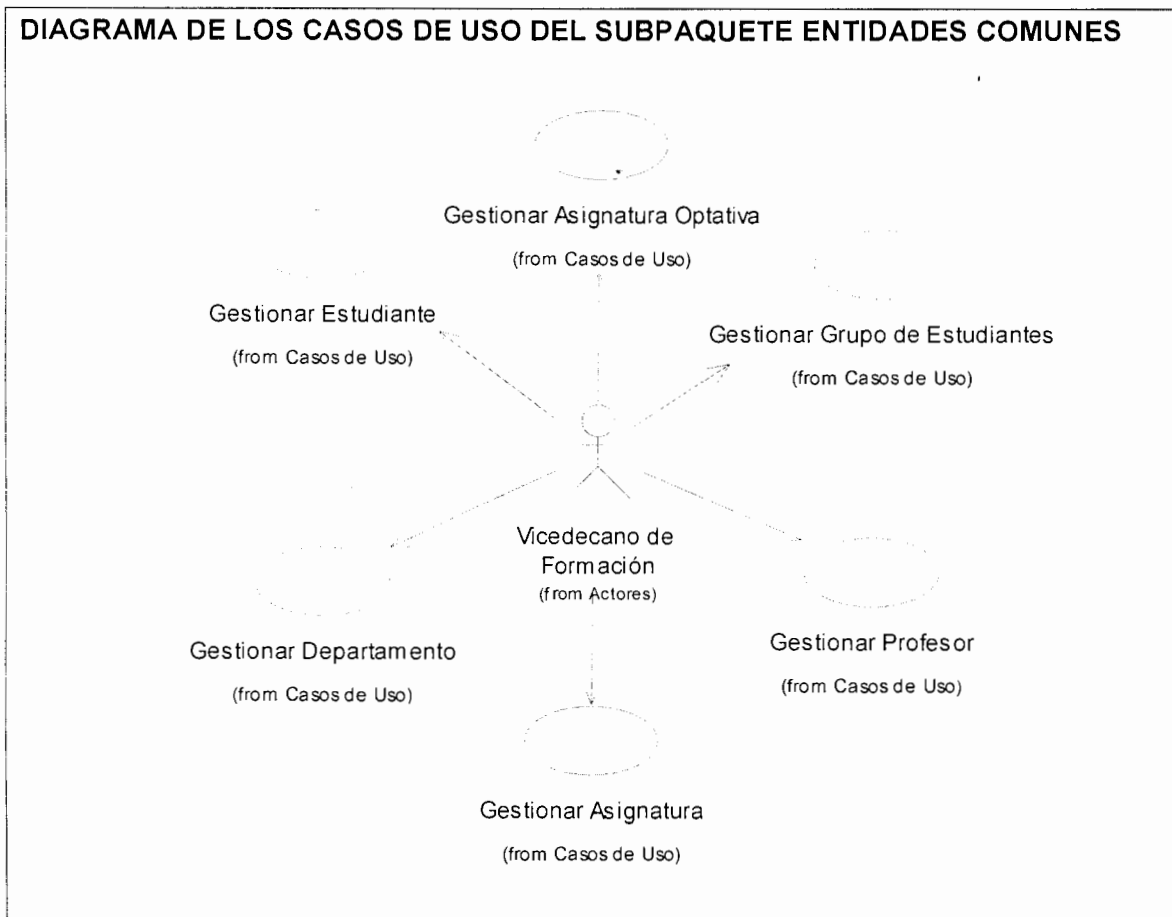 DIAGRAMA DE LOS CASOS DE USO DEL SUBPAQUETE ENTIDADES COMUNES
Gestionar Asignatura Optativa
(from Casos de Uso)
Gestionar Estudiante
(from Casos de Uso)
Gestionar Grupo de Estudiantes
(from Casos de Uso)
Vicedecano de
Formación
(from Actores)
Gestionar Departamento
(from Casos de Uso)
Gestionar Profesor
(from Casos de Uso)
Gestionar Asignatura
(from Casos de Uso)